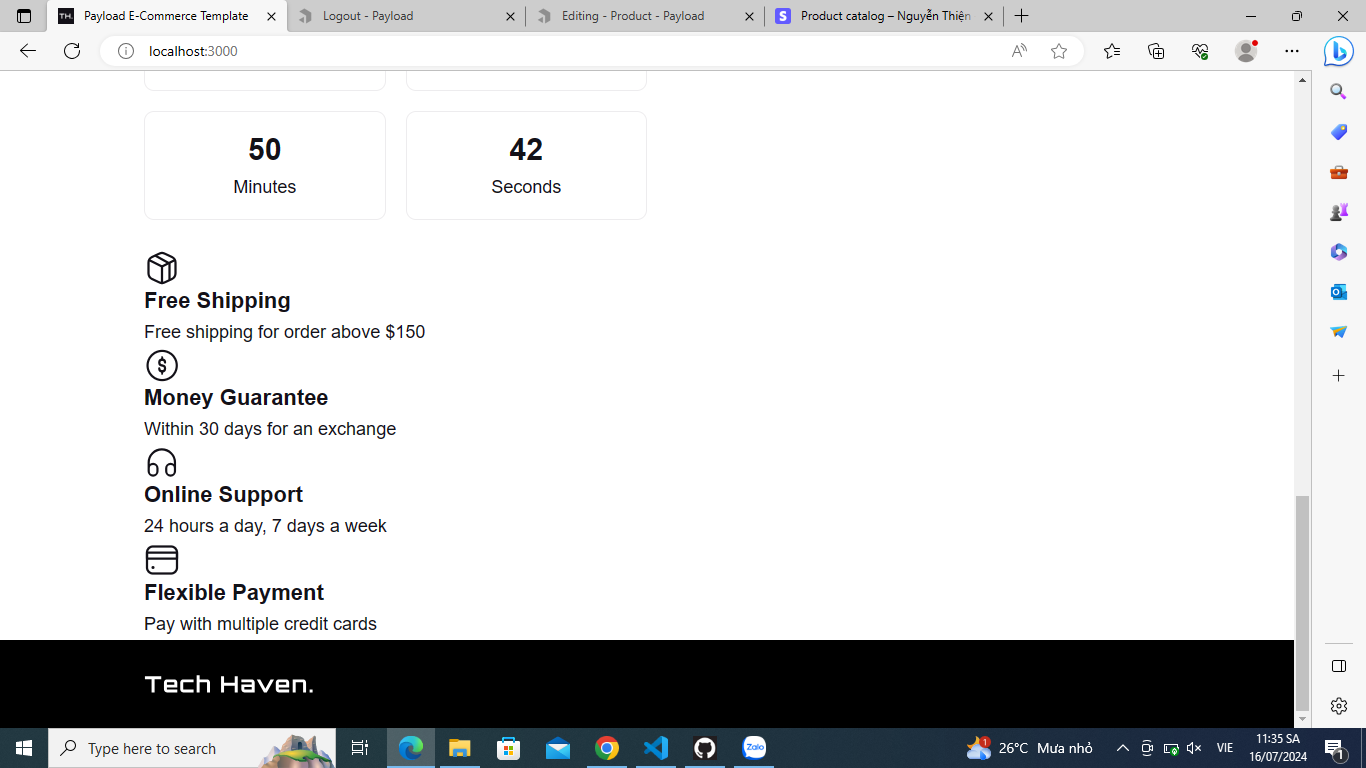 Payload E-Commerce Template
Logout - Payload
Editing - Product - Payload
Product catalog – Nguyễn Thiện
localhost:3000
50
Minutes
42
Seconds
Free Shipping
Free shipping for order above $150
Money Guarantee
Within 30 days for an exchange
Online Support
24 hours a day, 7 days a week
Flexible Payment
Pay with multiple credit cards
Tech Haven.
Type here to search
Zalo
1
26°C Mưa nhỏ
VIE
11:35 SA
16/07/2024
1